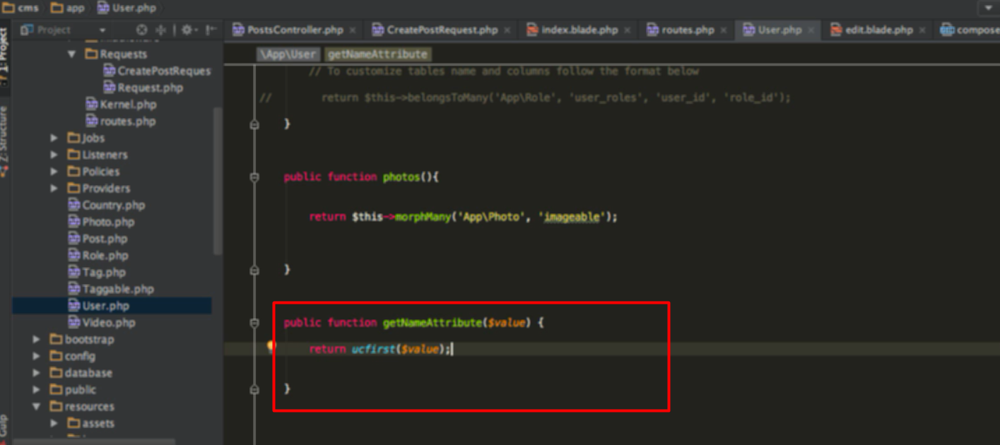 cms app User.php
Project
PostsController.php CreatePostRequest.php index.blade.php routes.php User.php edit.blade.php compose
1: Project
\App\User getNameAttribute
Requests
CreatePostReques
Request.php
Kernel.php
routes.php
Z: Structure
Jobs
Listeners
Policies
Providers
Country.php
Photo.php
Post.php
Role.php
Tag.php
Taggable.php
User.php
Video.php
bootstrap
config
database
public
resources
assets
Gulp
// To customize tables name and columns follow the format below
// return $this->belongsToMany('App\Role', 'user_roles', 'user_id', 'role_id');
}
public function photos(){
return $this->morphMany('App\Photo', 'imageable');
}
public function getNameAttribute($value) {
return ucfirst($value);
}